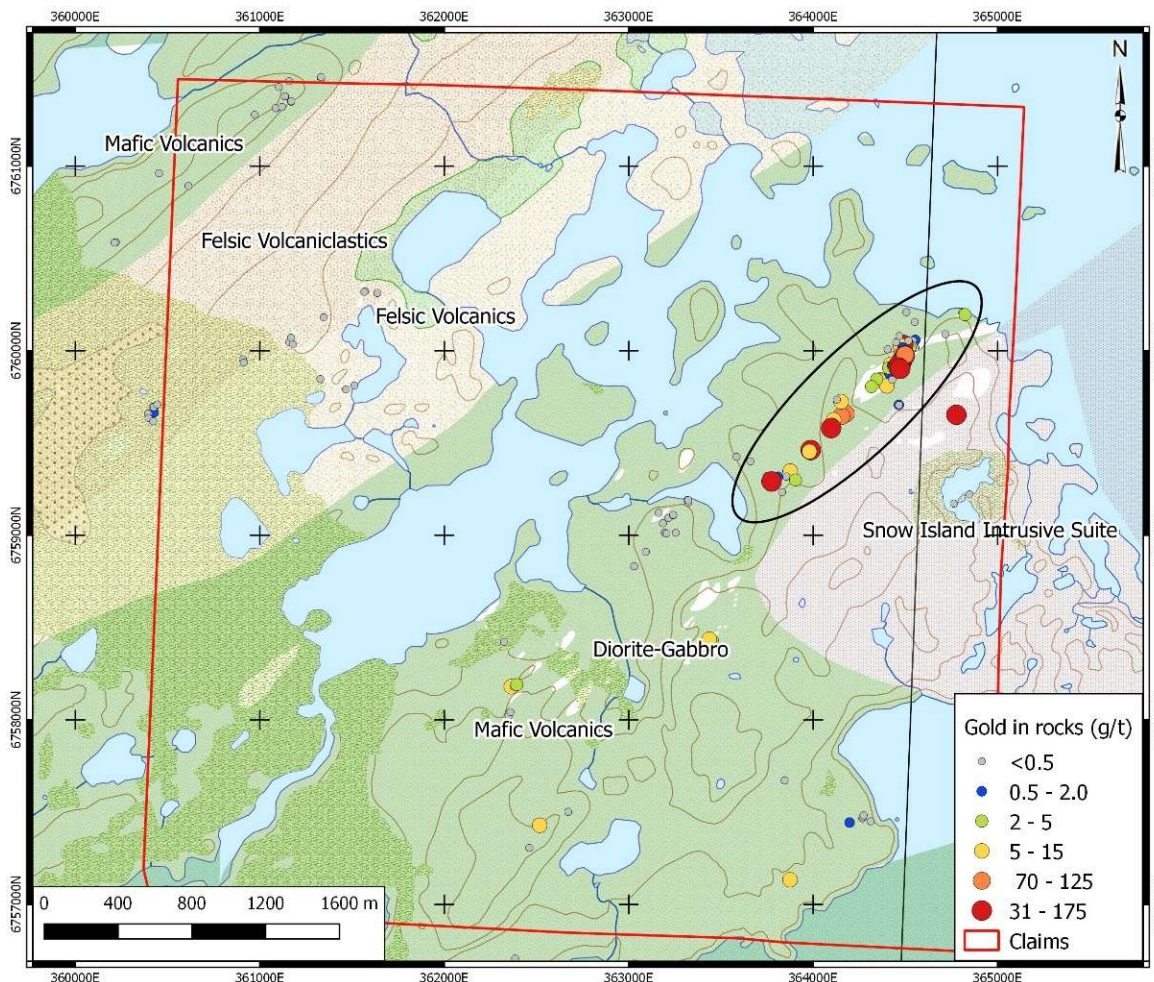 360000E 361000E 362000E 363000E 364000E 365000E
N
6761000N
Mafic Volcanics
Felsic Volcaniclastics
Felsic Volcanics
6760000N
6759000N
Snow Island Intrusive Suite
Diorite-Gabbro
6758000N
Mafic Volcanics
Gold in rocks (g/t)
<0.5
0.5 - 2.0
2 - 5
5 - 15
70 - 125
31 - 175
Claims
6757000N
0 400 800 1200 1600 m
360000E 361000E 362000E 363000E 364000E 365000E